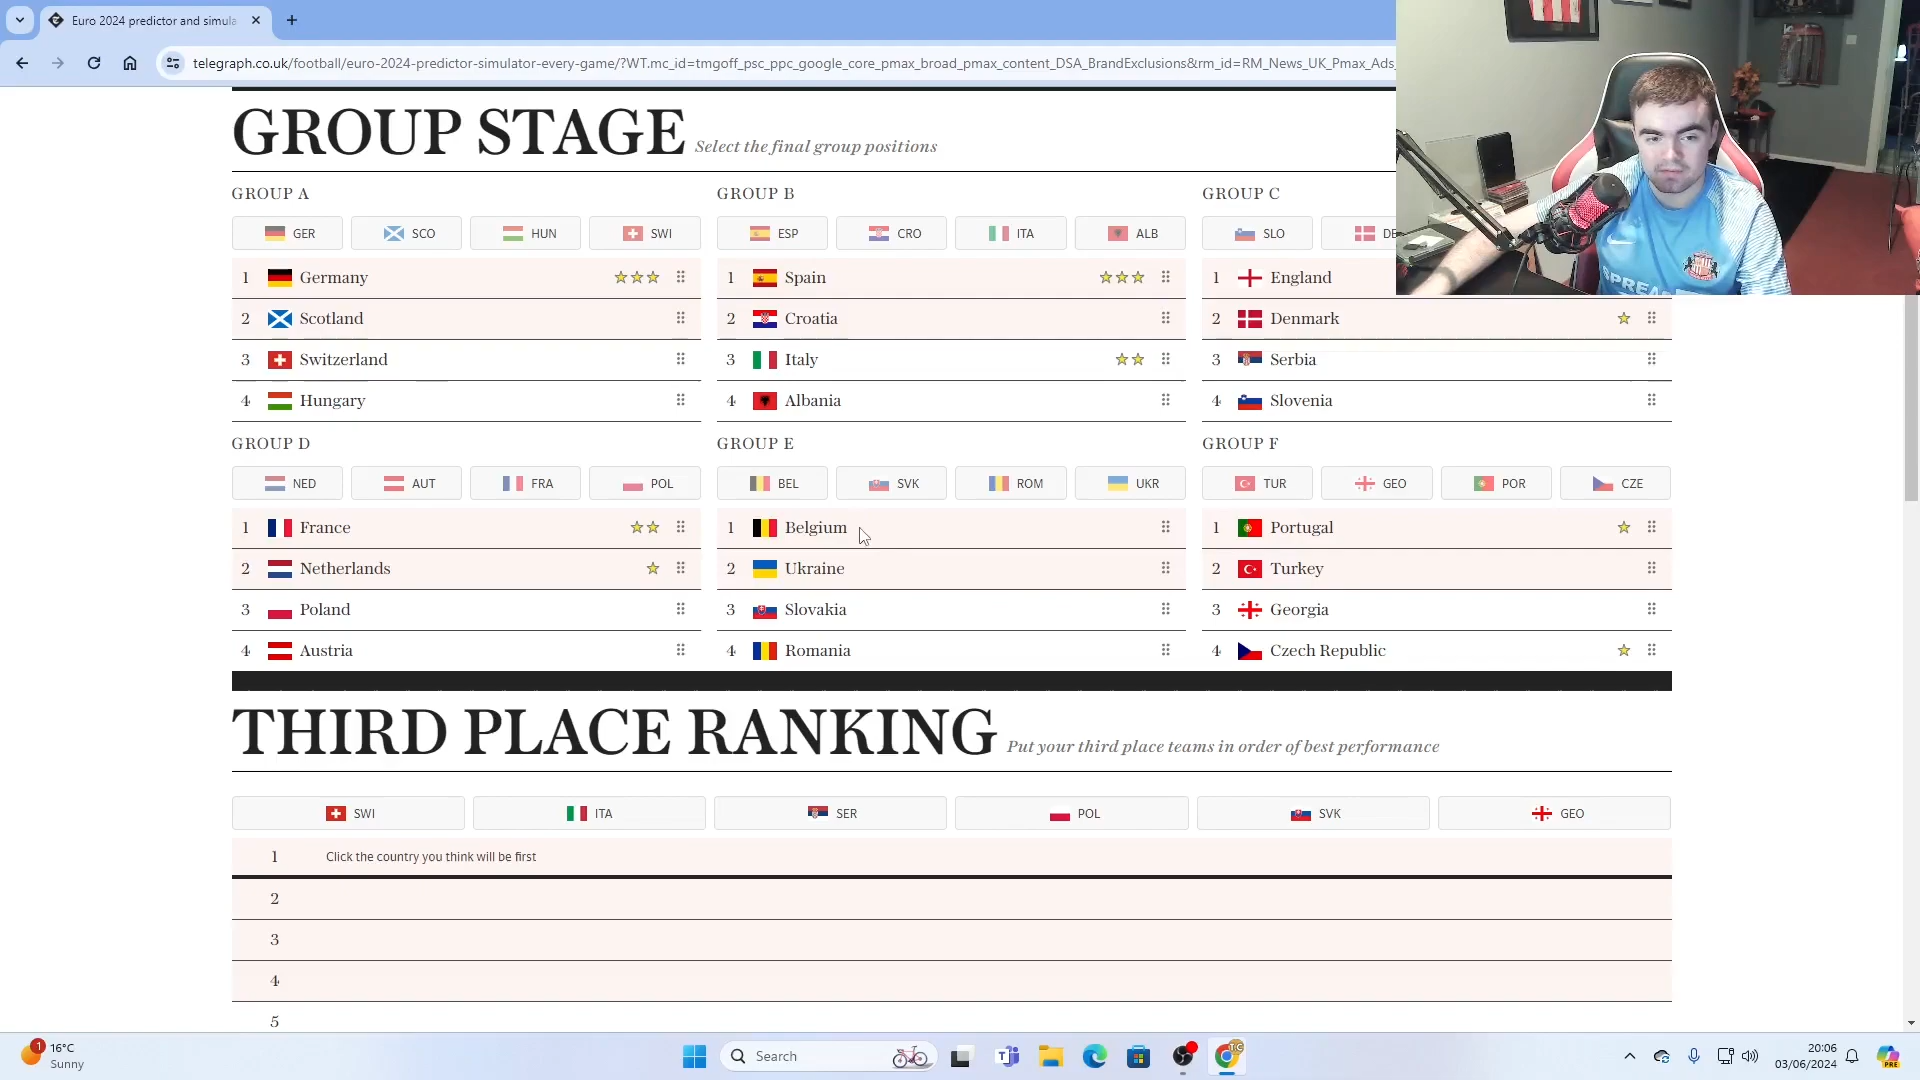 Euro 2024 predictor and simula
telegraph.co.uk/football/euro-2024-predictor-simulator-every-game/?WT.mc_id=tmgoff_psc_ppc_google_core_pmax_broad_pmax_content_DSA_BrandExclusions&rm_id=RM_News_UK_Pmax_Ads_
GROUP STAGE Select the final group positions
GROUP A
GER SCO HUN SWI
1 Germany
2 Scotland
3 Switzerland
4 Hungary
GROUP B
ESP CRO ITA ALB
1 Spain
2 Croatia
3 Italy
4 Albania
GROUP C
SLO DE
1 England
2 Denmark
3 Serbia
4 Slovenia
GROUP D
NED AUT FRA POL
1 France
2 Netherlands
3 Poland
4 Austria
GROUP E
BEL SVK ROM UKR
1 Belgium
2 Ukraine
3 Slovakia
4 Romania
GROUP F
TUR GEO POR CZE
1 Portugal
2 Turkey
3 Georgia
4 Czech Republic
THIRD PLACE RANKING Put your third place teams in order of best performance
SWI ITA SER POL SVK GEO
1 Click the country you think will be first
2
3
4
5
1
16°C
Sunny
Search
T.C
20:06
03/06/2024
PRE